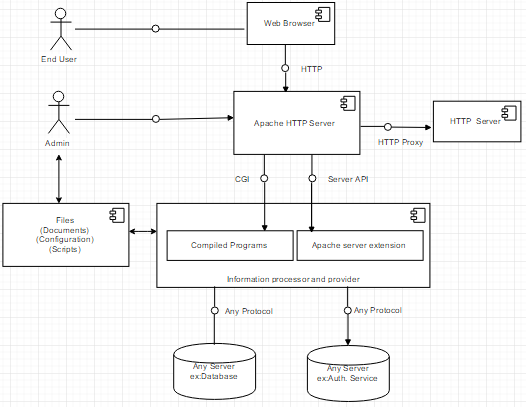 Web Browser
End User
HTTP
Apache HTTP Server
HTTP Server
Admin
HTTP Proxy
CGI
Server API
Files
(Documents)
(Configuration)
(Scripts)
Compiled Programs
Apache server extension
Information processor and provider
Any Protocol
Any Protocol
Any Server
ex:Database
Any Server
ex:Auth. Service